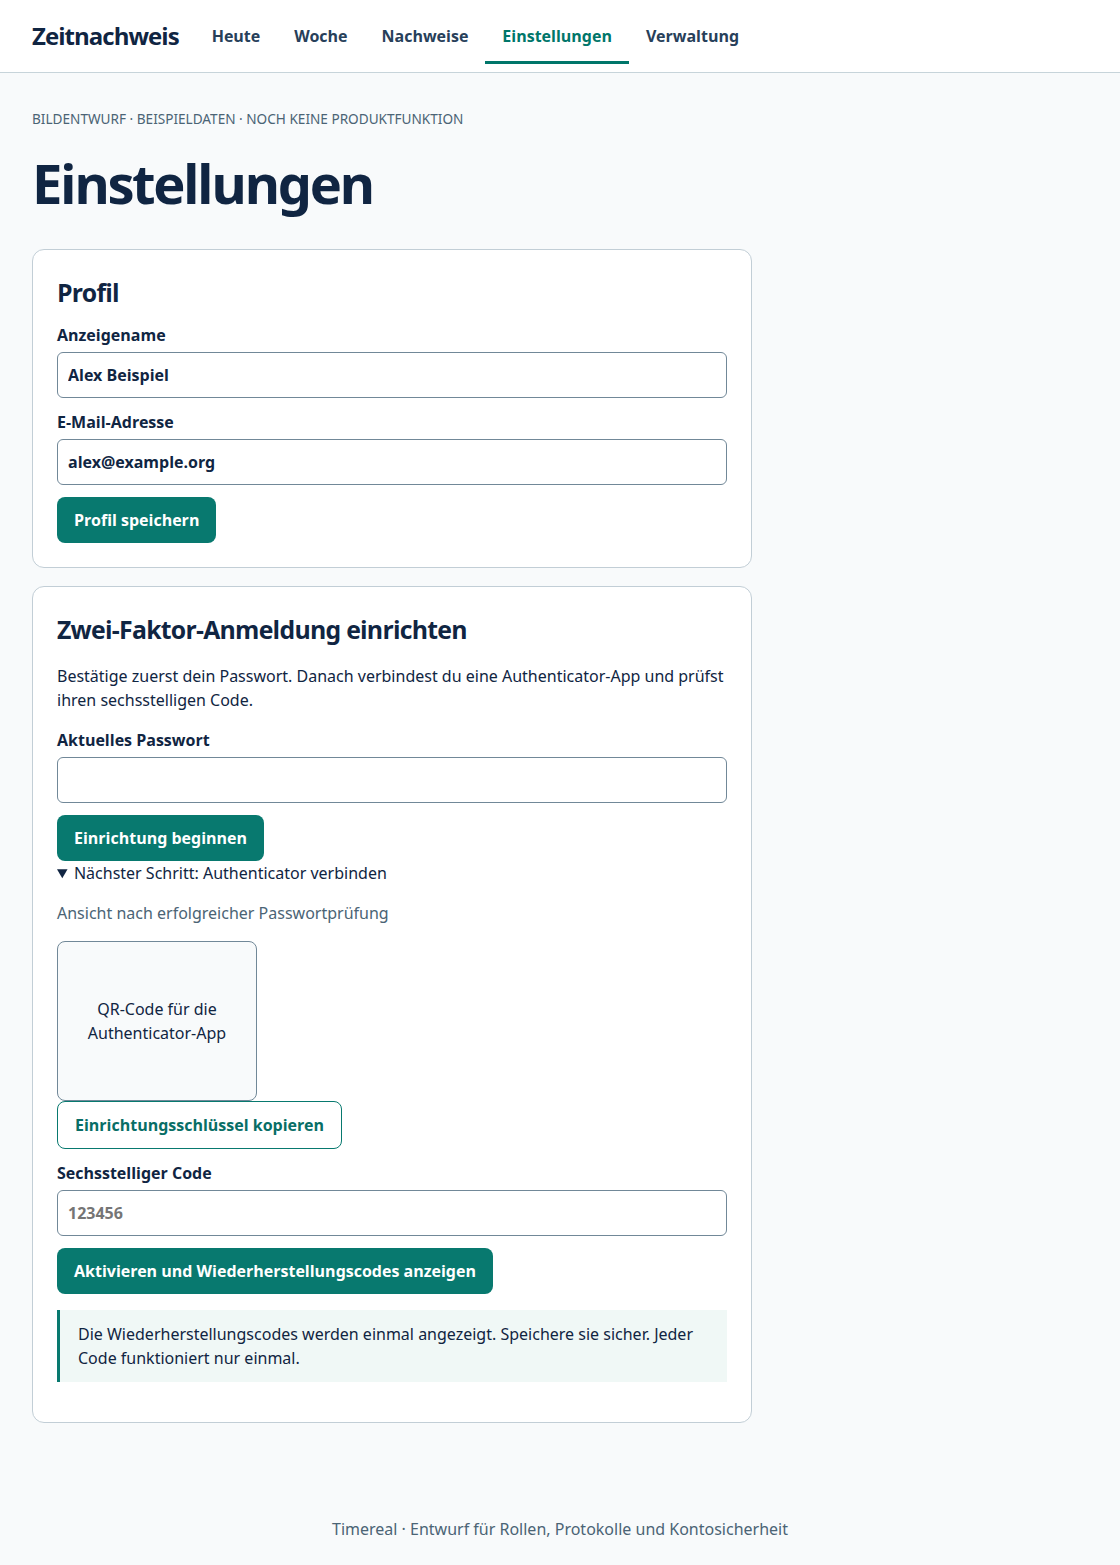 Zeitnachweis Heute Woche Nachweise Einstellungen Verwaltung
BILDENTWURF · BEISPIELDATEN · NOCH KEINE PRODUKTFUNKTION
Einstellungen
Profil
Anzeigename
Alex Beispiel
E-Mail-Adresse
alex@example.org
Profil speichern
Zwei-Faktor-Anmeldung einrichten
Bestätige zuerst dein Passwort. Danach verbindest du eine Authenticator-App und prüfst
ihren sechsstelligen Code.
Aktuelles Passwort
Einrichtung beginnen
▼ Nächster Schritt: Authenticator verbinden
Ansicht nach erfolgreicher Passwortprüfung
QR-Code für die
Authenticator-App
Einrichtungsschlüssel kopieren
Sechsstelliger Code
123456
Aktivieren und Wiederherstellungscodes anzeigen
Die Wiederherstellungscodes werden einmal angezeigt. Speichere sie sicher. Jeder
Code funktioniert nur einmal.
Timereal · Entwurf für Rollen, Protokolle und Kontosicherheit